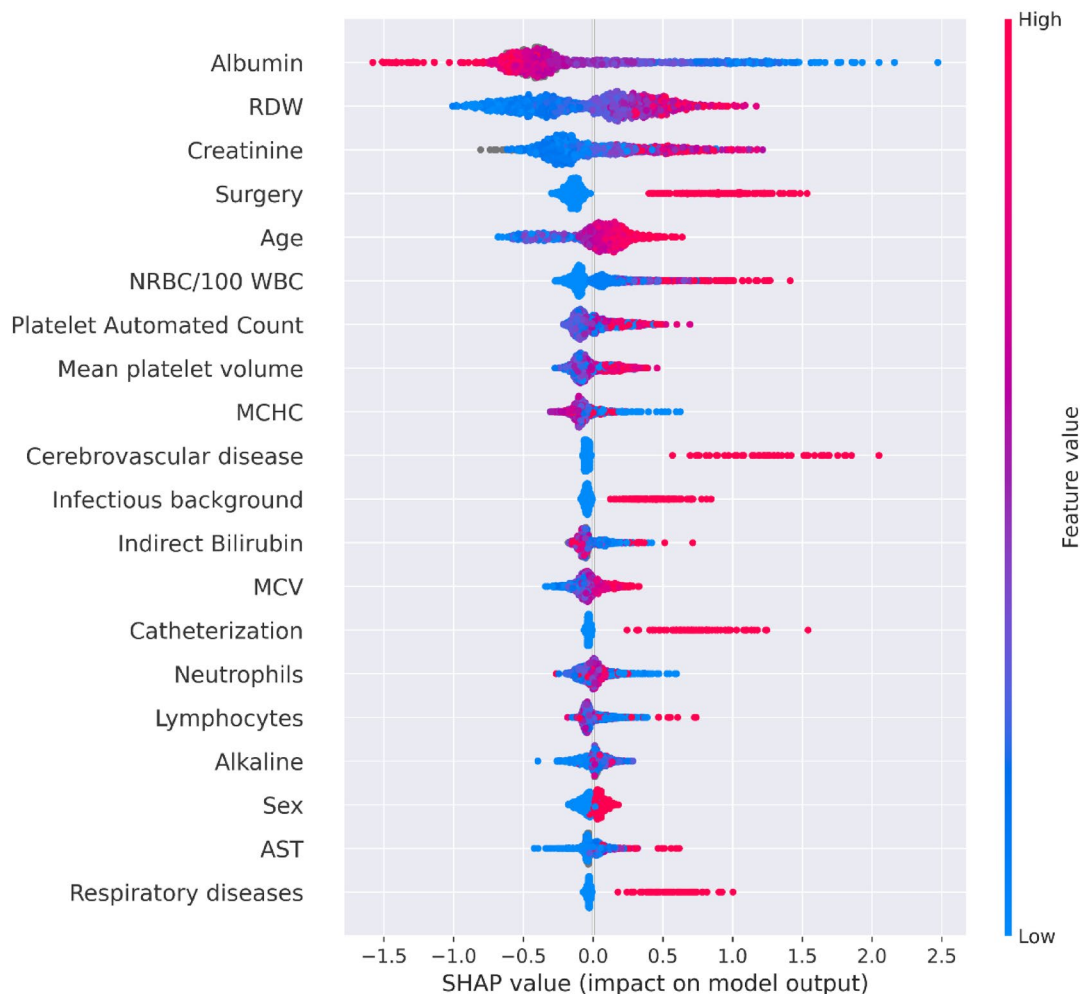 High
Albumin
RDW
Creatinine
Surgery
Age
NRBC/100 WBC
Platelet Automated Count
Mean platelet volume
MCHC
Cerebrovascular disease
Infectious background
Indirect Bilirubin
MCV
Catheterization
Neutrophils
Lymphocytes
Alkaline
Sex
AST
Respiratory diseases
Feature value
Low
−1.5 −1.0 −0.5 0.0 0.5 1.0 1.5 2.0 2.5
SHAP value (impact on model output)